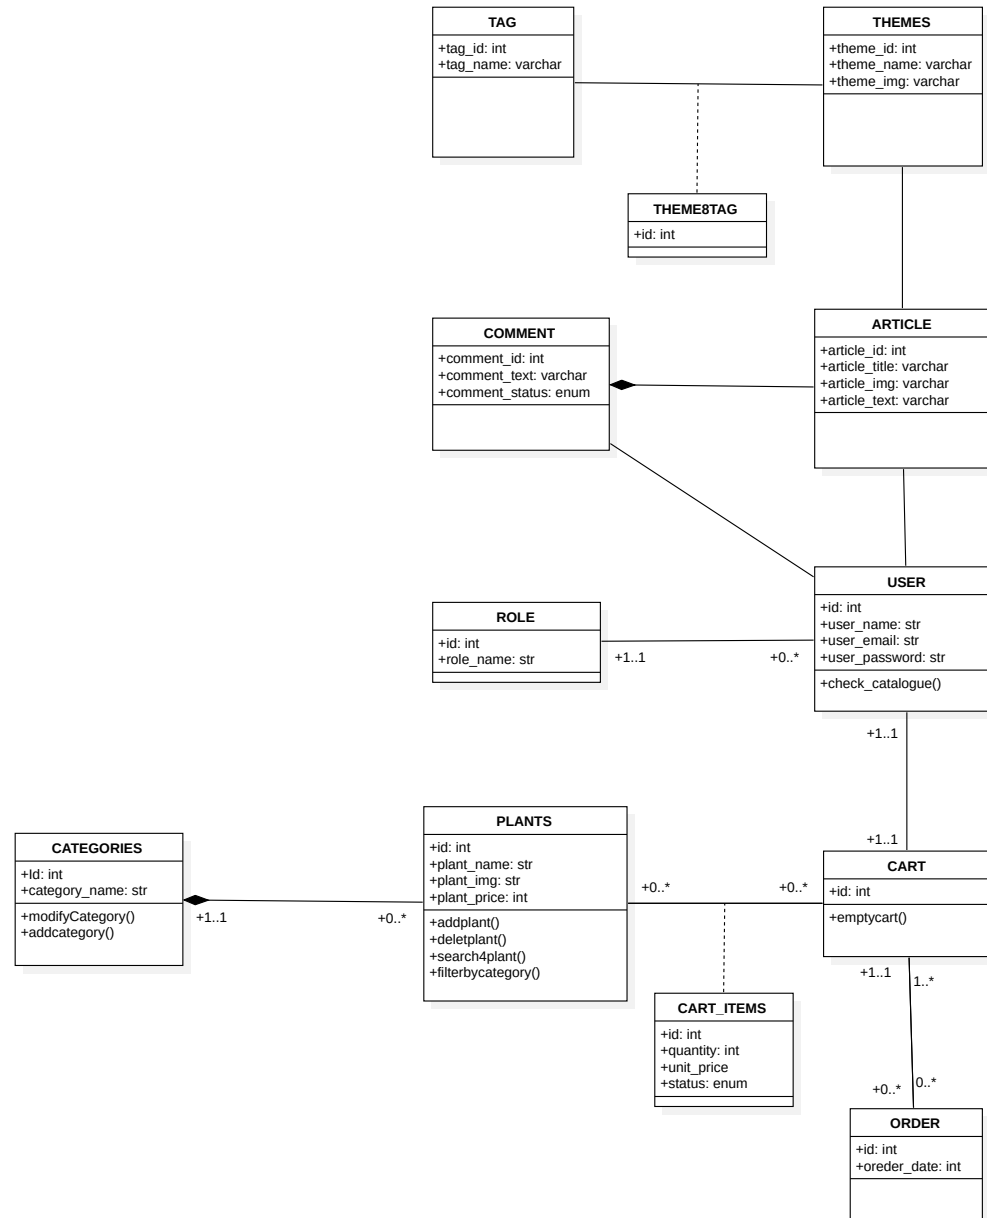 TAG
+tag_id: int
+tag_name: varchar
THEMES
+theme_id: int
+theme_name: varchar
+theme_img: varchar
THEME8TAG
+id: int
COMMENT
+comment_id: int
+comment_text: varchar
+comment_status: enum
ARTICLE
+article_id: int
+article_title: varchar
+article_img: varchar
+article_text: varchar
ROLE
+id: int
+role_name: str
+1..1
+0..*
USER
+id: int
+user_name: str
+user_email: str
+user_password: str
+check_catalogue()
+1..1
+1..1
CATEGORIES
+Id: int
+category_name: str
+modifyCategory()
+addcategory()
+1..1
+0..*
PLANTS
+id: int
+plant_name: str
+plant_img: str
+plant_price: int
+addplant()
+deletplant()
+search4plant()
+filterbycategory()
+0..*
+0..*
CART
+id: int
+emptycart()
CART_ITEMS
+id: int
+quantity: int
+unit_price
+status: enum
+1..1
1..*
+0..*
0..*
ORDER
+id: int
+oreder_date: int